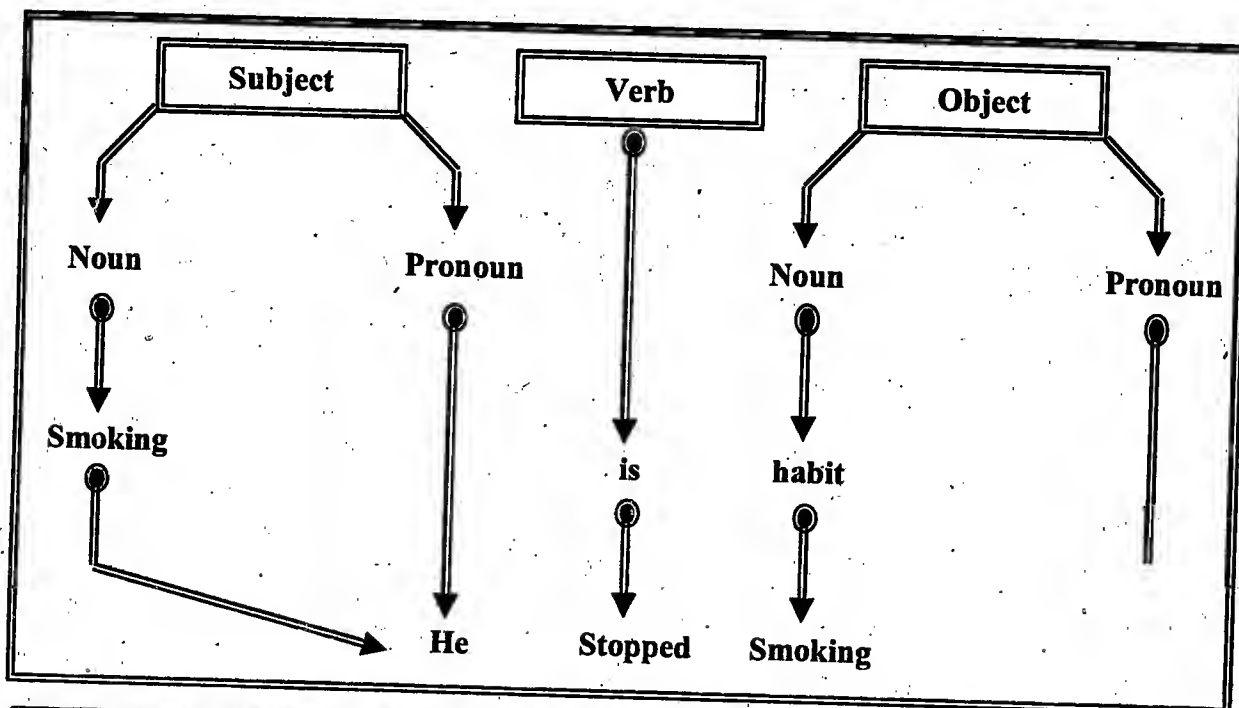 Subject Verb Object
Noun Pronoun Noun Pronoun
Smoking is habit
He Stopped Smoking